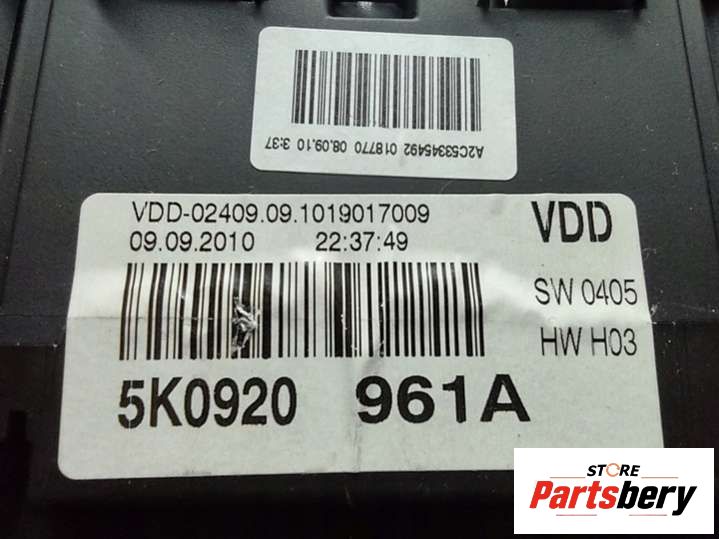 A2C53345492 018770 08.09.10 3:37
VDD-02409.09.1019017009
VDD
09.09.2010 22:37:49
SW 0405
HW H03
5K0920 961A
STORE
Partsbery